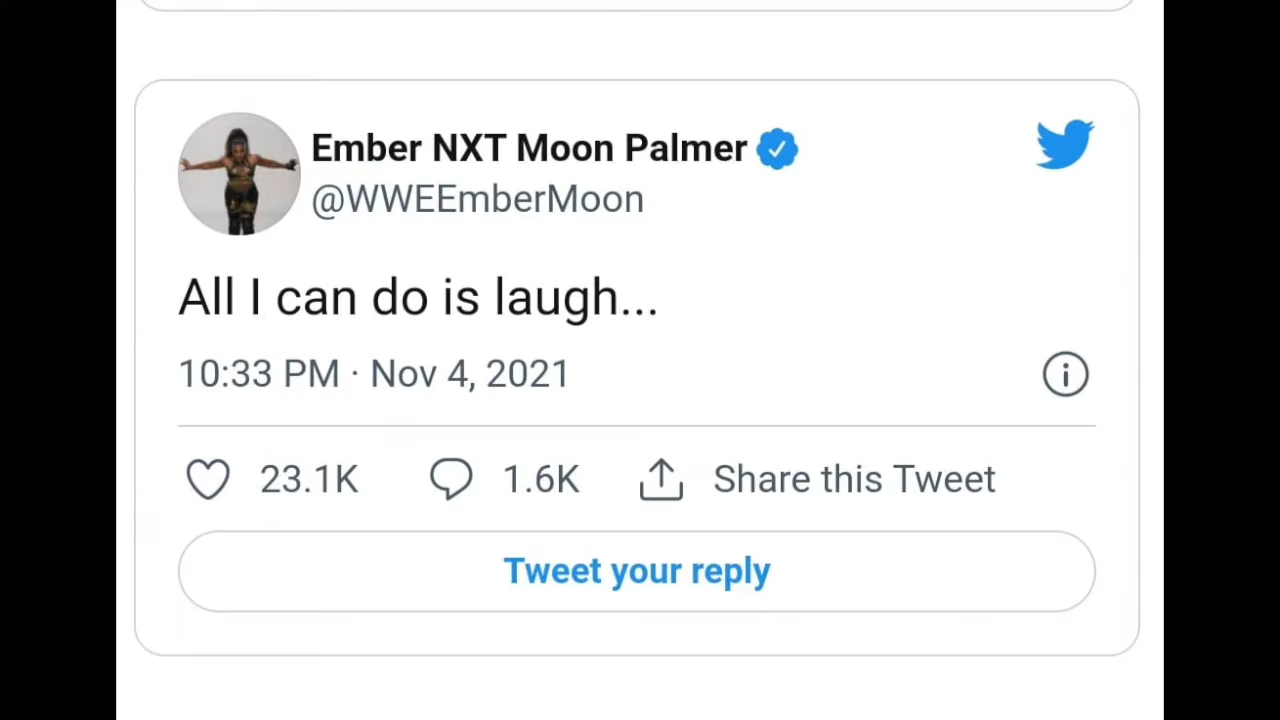 Ember NXT Moon Palmer
@WWEEmberMoon
All I can do is laugh...
10:33 PM · Nov 4, 2021
23.1K 1.6K Share this Tweet
Tweet your reply